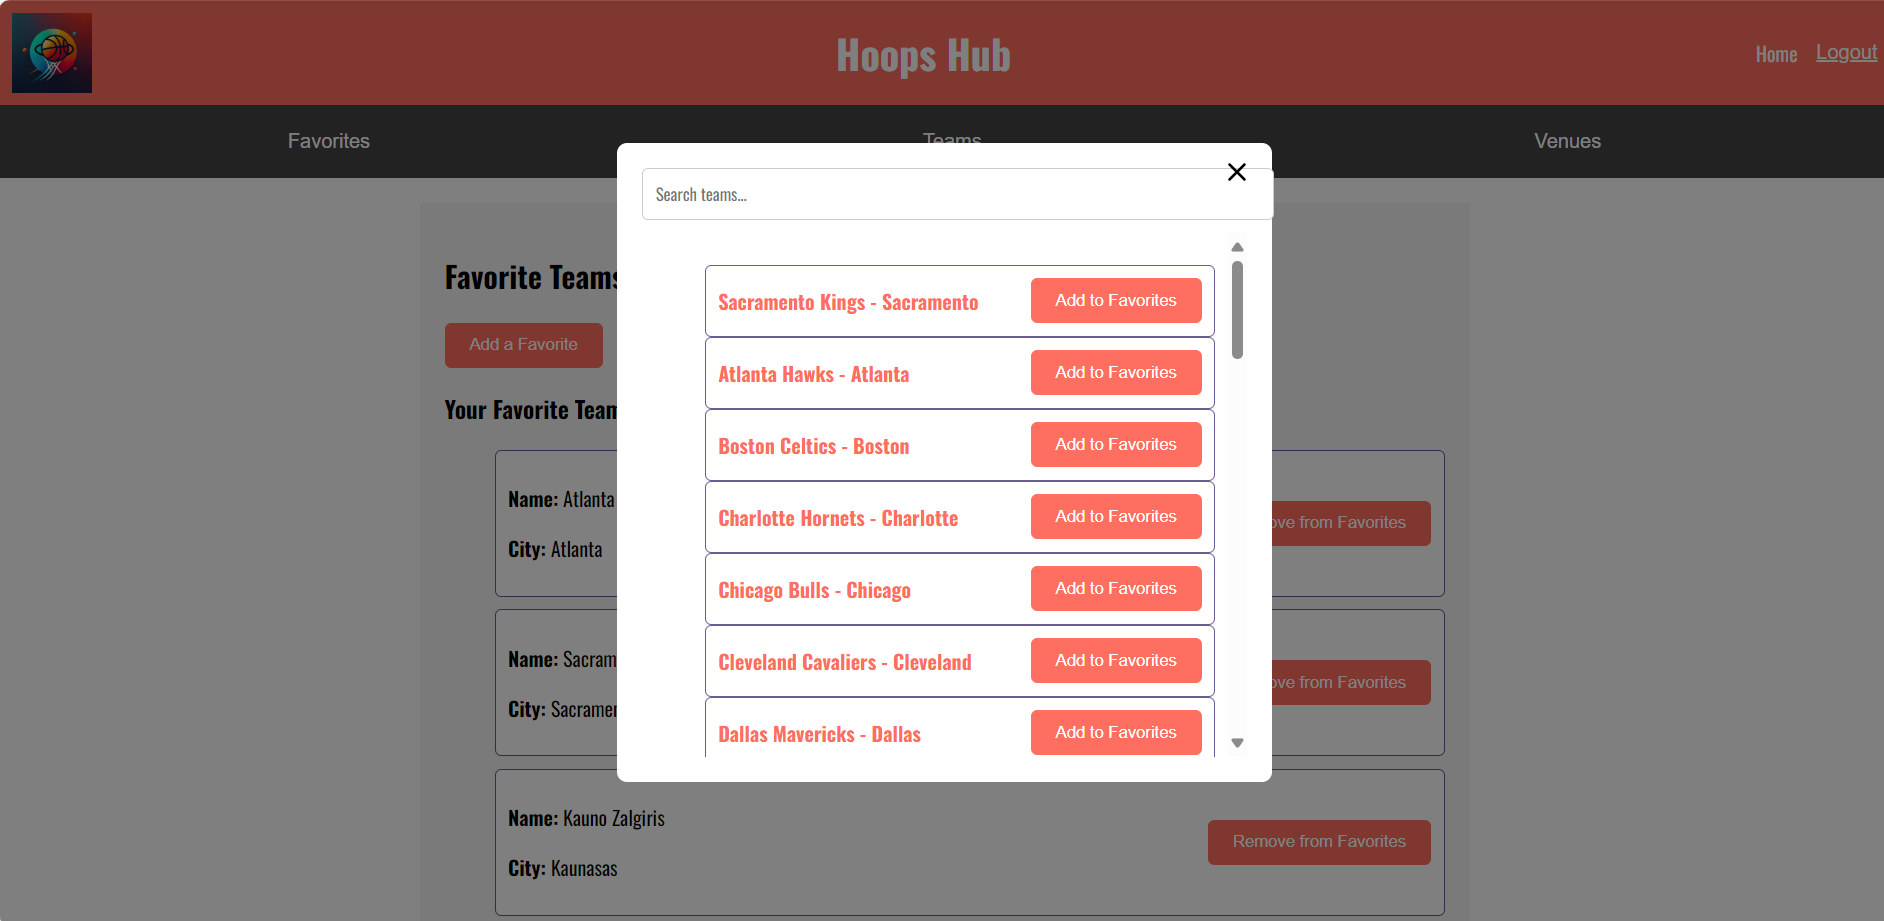 Hoops Hub
Home Logout
Favorites Teams Venues
Search teams...
Favorite Teams
Add a Favorite
Your Favorite Team
Sacramento Kings - Sacramento Add to Favorites
Atlanta Hawks - Atlanta Add to Favorites
Boston Celtics - Boston Add to Favorites
Charlotte Hornets - Charlotte Add to Favorites
Chicago Bulls - Chicago Add to Favorites
Cleveland Cavaliers - Cleveland Add to Favorites
Dallas Mavericks - Dallas Add to Favorites
Name: Atlanta
City: Atlanta
from Favorites
Name:
City:
from Favorites
Name: Kauno Zalgiris
City: Kaunasas
Remove from Favorites